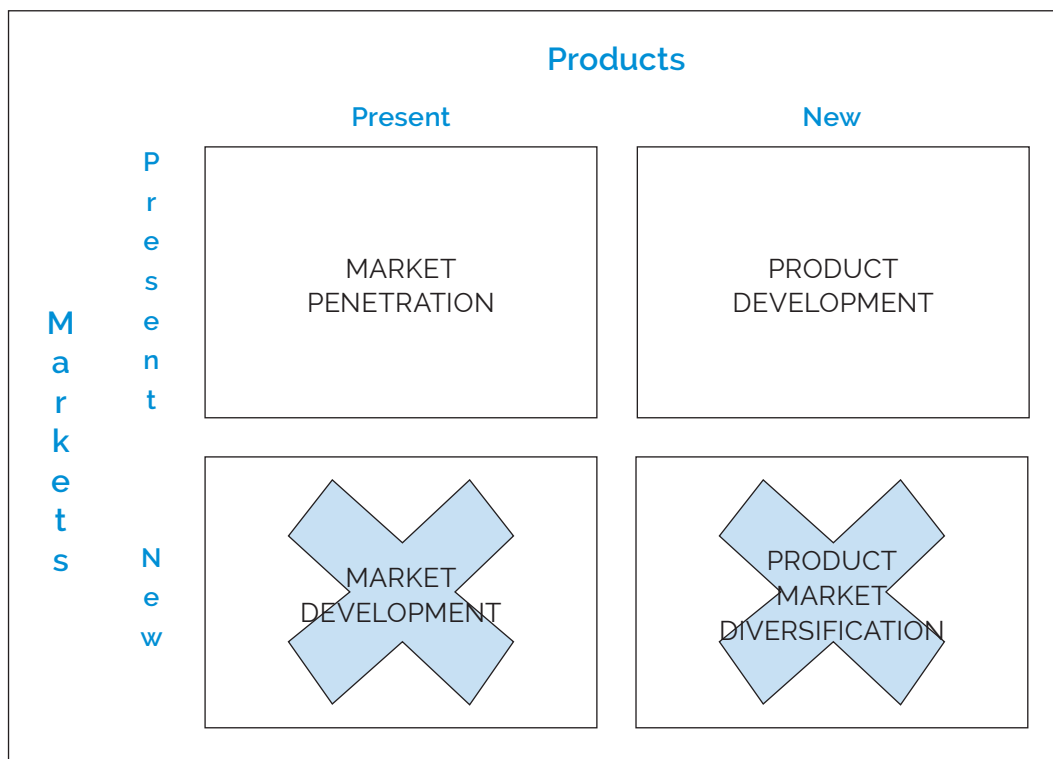 Products
Present
New
Markets
Present
MARKET
PENETRATION
PRODUCT
DEVELOPMENT
New
MARKET
DEVELOPMENT
PRODUCT
MARKET
DIVERSIFICATION